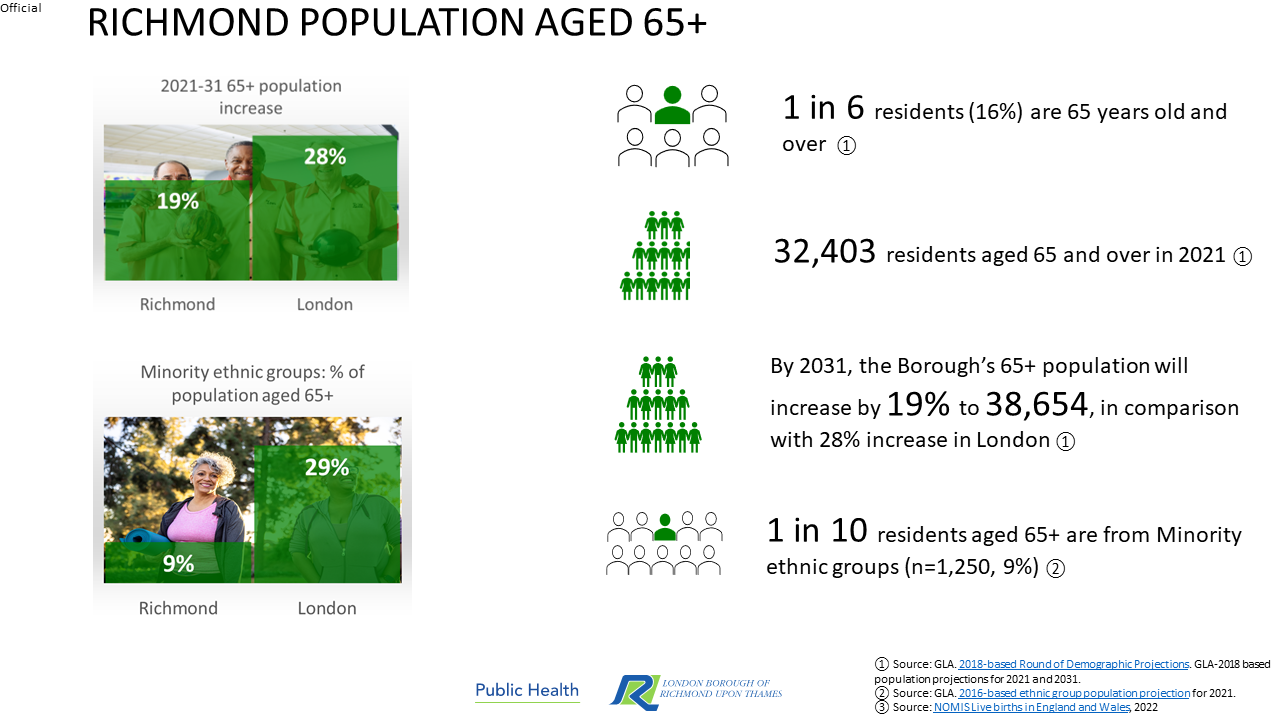 Official
RICHMOND POPULATION AGED 65+
2021-31 65+ population
increase
28%
19%
Richmond London
Minority ethnic groups: % of
population aged 65+
29%
9%
Richmond London
1 in 6 residents (16%) are 65 years old and
over ①
32,403 residents aged 65 and over in 2021 ①
By 2031, the Borough’s 65+ population will
increase by 19% to 38,654, in comparison
with 28% increase in London ①
1 in 10 residents aged 65+ are from Minority
ethnic groups (n=1,250, 9%) ②
Public Health
LONDON BOROUGH OF
RICHMOND UPON THAMES
① Source: GLA. 2018-based Round of Demographic Projections. GLA-2018 based
population projections for 2021 and 2031.
② Source: GLA. 2016-based ethnic group population projection for 2021.
③ Source: NOMIS Live births in England and Wales, 2022